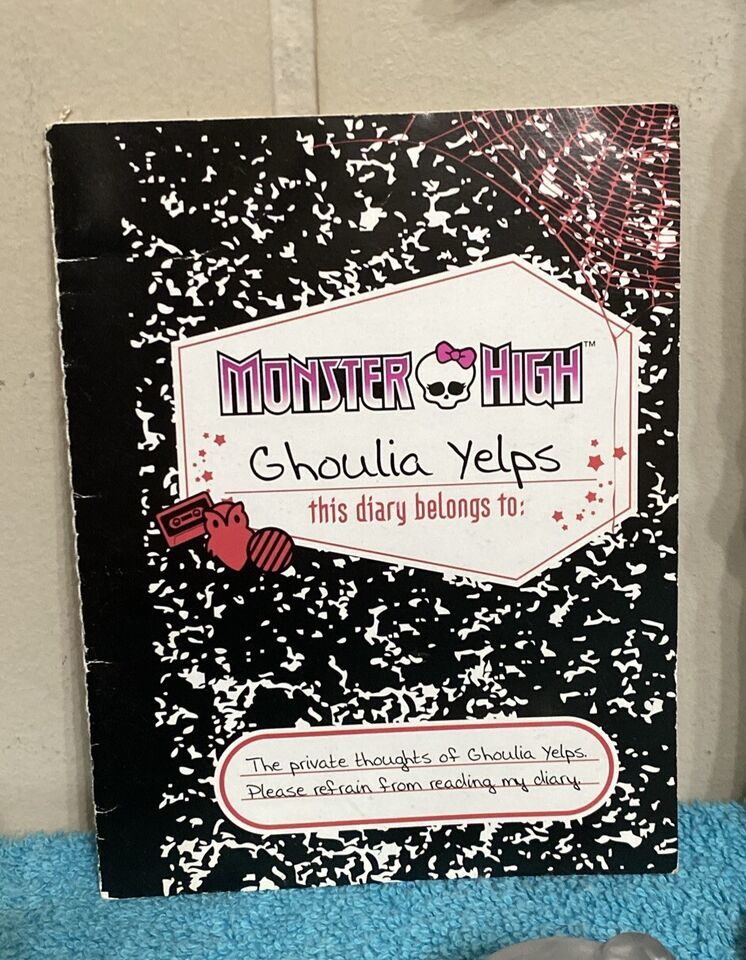 MONSTER HIGH™
Ghoulia Yelps
this diary belongs to:
The private thoughts of Ghoulia Yelps.
Please refrain from reading my diary.